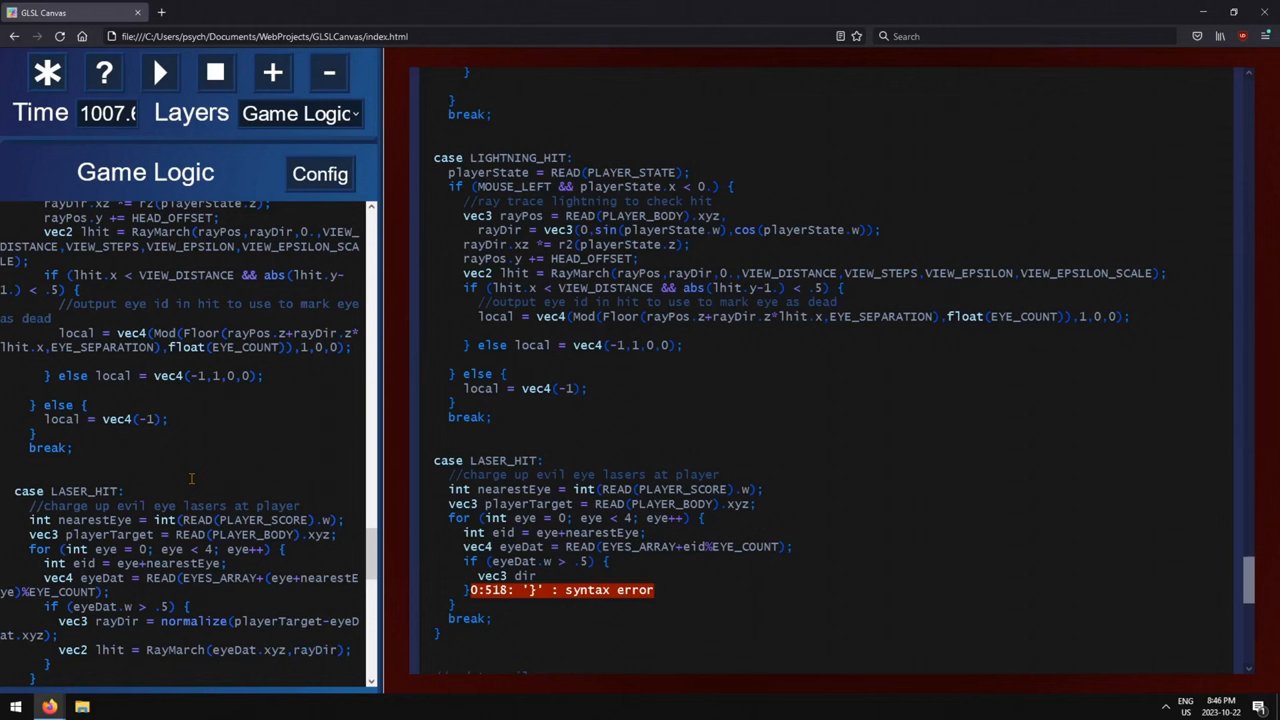 GLSL Canvas
file:///C:/Users/psych/Documents/WebProjects/GLSLCanvas/index.html
Search
* ? + -
Time 1007.6 Layers Game Logic
Game Logic Config
rayDir.xz *= r2(playerState.z);
rayPos.y += HEAD_OFFSET;
vec2 lhit = RayMarch(rayPos,rayDir,0.,VIEW_
DISTANCE,VIEW_STEPS,VIEW_EPSILON,VIEW_EPSILON_SCA
LE);
if (lhit.x < VIEW_DISTANCE && abs(lhit.y-
1.) < .5) {
//output eye id in hit to use to mark eye
as dead
local = vec4(Mod(Floor(rayPos.z+rayDir.z*
lhit.x,EYE_SEPARATION),float(EYE_COUNT)),1,0,0);
} else local = vec4(-1,1,0,0);
} else {
local = vec4(-1);
}
break;
case LASER_HIT:
//charge up evil eye lasers at player
int nearestEye = int(READ(PLAYER_SCORE).w);
vec3 playerTarget = READ(PLAYER_BODY).xyz;
for (int eye = 0; eye < 4; eye++) {
int eid = eye+nearestEye;
vec4 eyeDat = READ(EYES_ARRAY+(eye+nearestE
ye)%EYE_COUNT);
if (eyeDat.w > .5) {
vec3 rayDir = normalize(playerTarget-eyeD
at.xyz);
vec2 lhit = RayMarch(eyeDat.xyz,rayDir);
}
}
}
}
break;
case LIGHTNING_HIT:
playerState = READ(PLAYER_STATE);
if (MOUSE_LEFT && playerState.x < 0.) {
//ray trace lightning to check hit
vec3 rayPos = READ(PLAYER_BODY).xyz,
rayDir = vec3(0,sin(playerState.w),cos(playerState.w));
rayDir.xz *= r2(playerState.z);
rayPos.y += HEAD_OFFSET;
vec2 lhit = RayMarch(rayPos,rayDir,0.,VIEW_DISTANCE,VIEW_STEPS,VIEW_EPSILON,VIEW_EPSILON_SCALE);
if (lhit.x < VIEW_DISTANCE && abs(lhit.y-1.) < .5) {
//output eye id in hit to use to mark eye as dead
local = vec4(Mod(Floor(rayPos.z+rayDir.z*lhit.x,EYE_SEPARATION),float(EYE_COUNT)),1,0,0);
} else local = vec4(-1,1,0,0);
} else {
local = vec4(-1);
}
break;
case LASER_HIT:
//charge up evil eye lasers at player
int nearestEye = int(READ(PLAYER_SCORE).w);
vec3 playerTarget = READ(PLAYER_BODY).xyz;
for (int eye = 0; eye < 4; eye++) {
int eid = eye+nearestEye;
vec4 eyeDat = READ(EYES_ARRAY+eid%EYE_COUNT);
if (eyeDat.w > .5) {
vec3 dir
}0:518: '}' : syntax error
}
break;
}
ENG
US
8:46 PM
2023-10-22